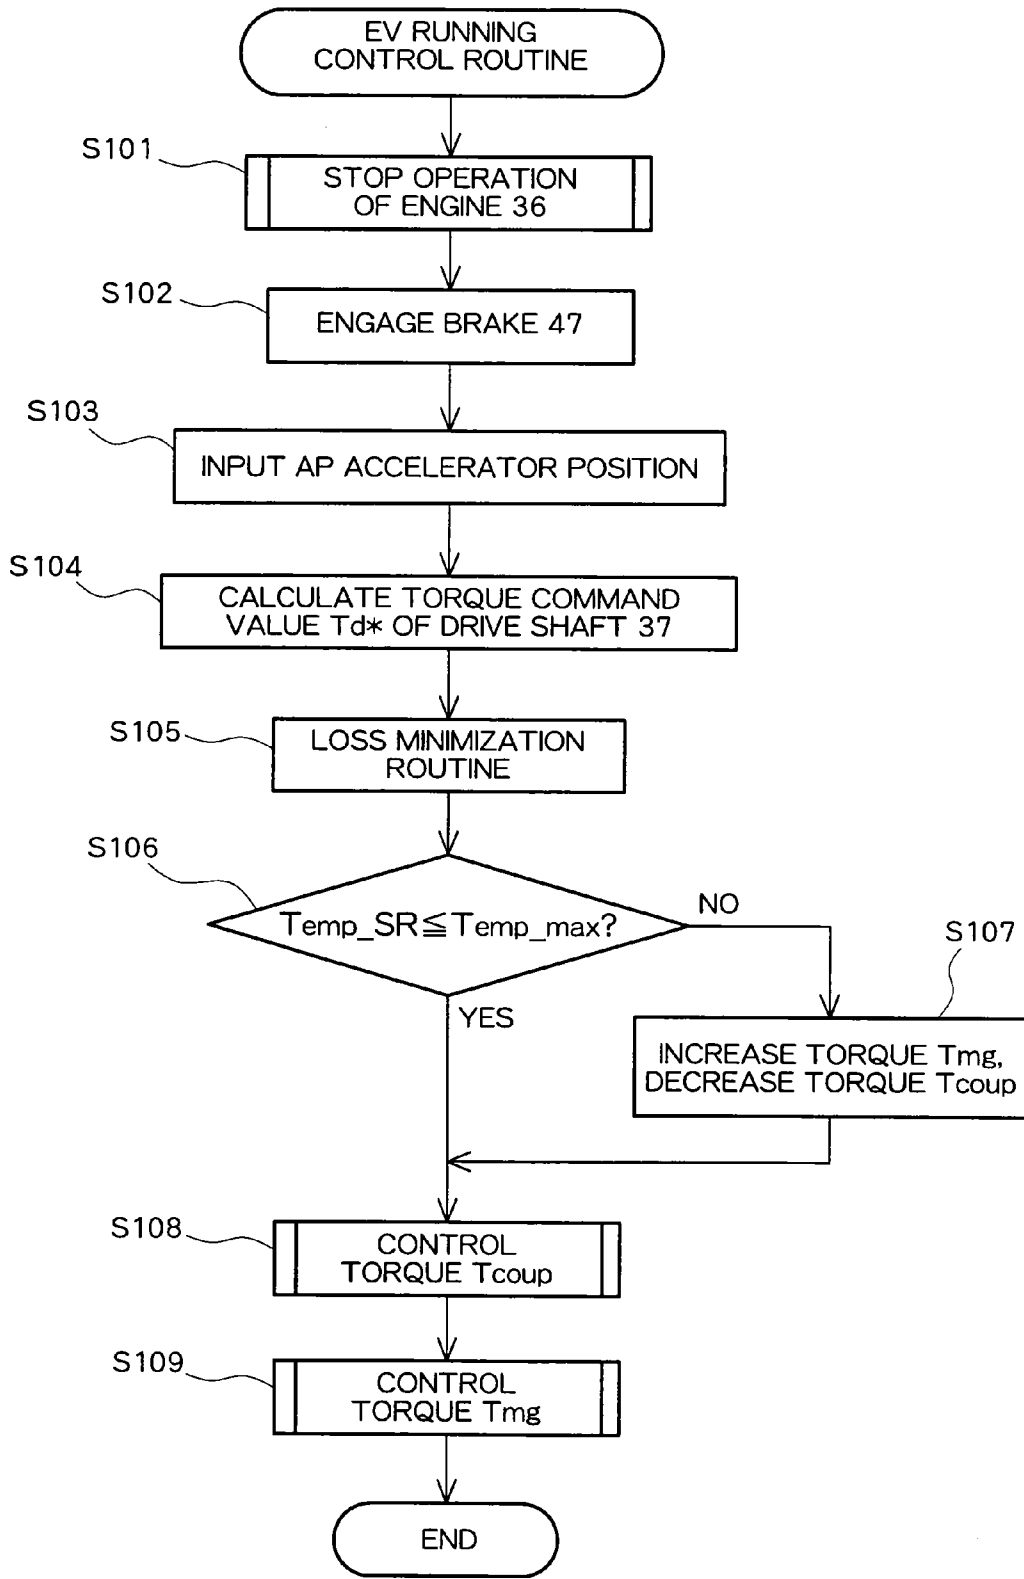 EV RUNNING
CONTROL ROUTINE
S101
STOP OPERATION
OF ENGINE 36
S102
ENGAGE BRAKE 47
S103
INPUT AP ACCELERATOR POSITION
S104
CALCULATE TORQUE COMMAND
VALUE Td* OF DRIVE SHAFT 37
S105
LOSS MINIMIZATION
ROUTINE
S106
Temp_SR≦Temp_max?
NO
YES
S107
INCREASE TORQUE Tmg,
DECREASE TORQUE Tcoup
S108
CONTROL
TORQUE Tcoup
S109
CONTROL
TORQUE Tmg
END